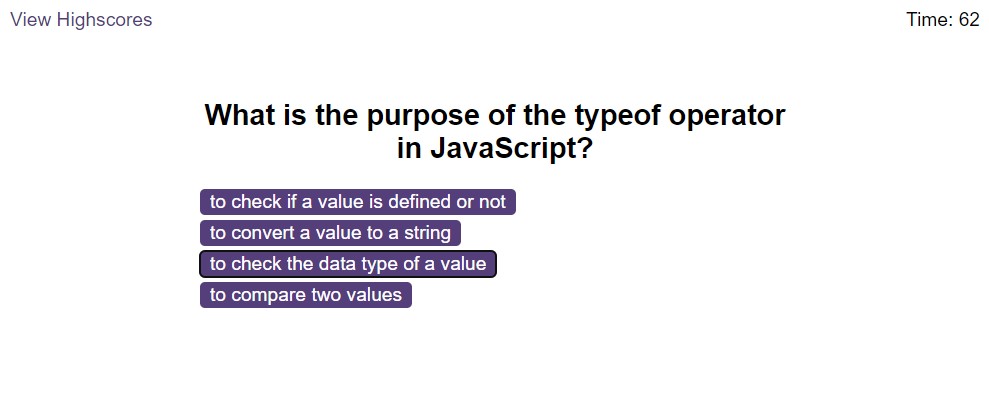 View Highscores
Time: 62
What is the purpose of the typeof operator
in JavaScript?
to check if a value is defined or not
to convert a value to a string
to check the data type of a value
to compare two values